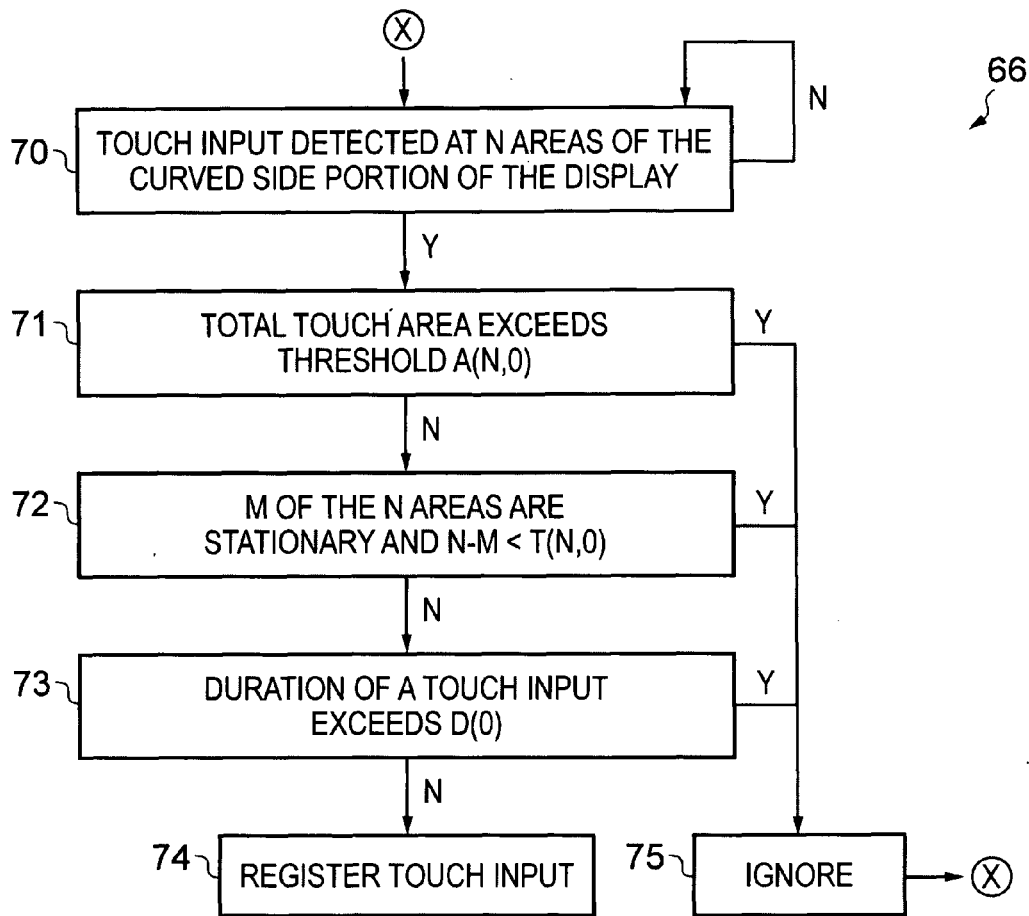 X
66
N
70
TOUCH INPUT DETECTED AT N AREAS OF THE
CURVED SIDE PORTION OF THE DISPLAY
Y
71
TOTAL TOUCH AREA EXCEEDS
THRESHOLD A(N,0)
Y
N
72
M OF THE N AREAS ARE
STATIONARY AND N-M < T(N,0)
Y
N
73
DURATION OF A TOUCH INPUT
EXCEEDS D(0)
Y
N
74
REGISTER TOUCH INPUT
75
IGNORE
X